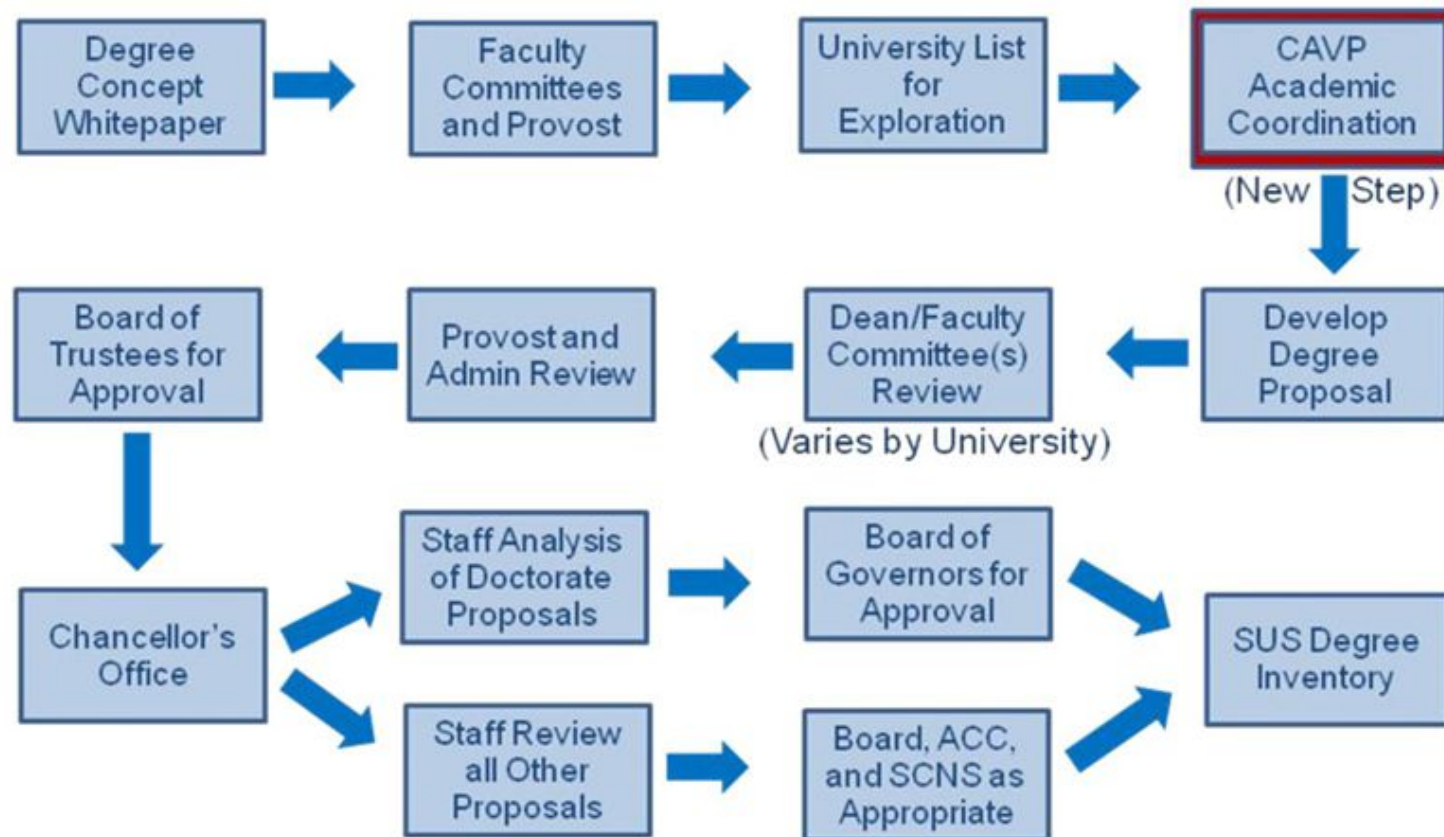 Degree
Concept
Whitepaper
Faculty
Committees
and Provost
University List
for
Exploration
CAVP
Academic
Coordination
(New Step)
Develop
Degree
Proposal
Dean/Faculty
Committee(s)
Review
(Varies by University)
Provost and
Admin Review
Board of
Trustees for
Approval
Chancellor's
Office
Staff Analysis
of Doctorate
Proposals
Board of
Governors for
Approval
Staff Review
all Other
Proposals
Board, ACC,
and SCNS as
Appropriate
SUS Degree
Inventory